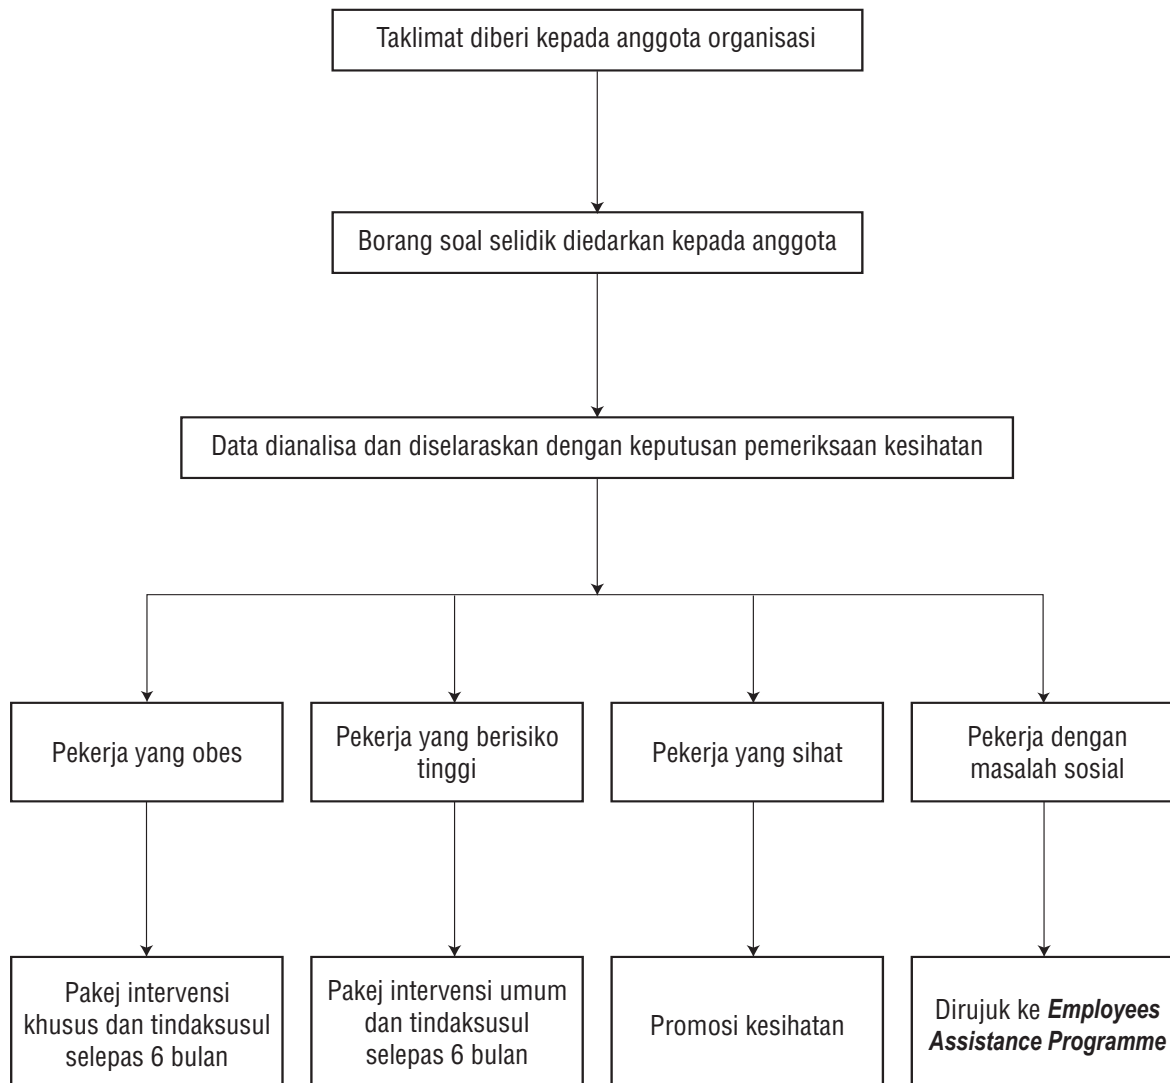 Taklimat diberi kepada anggota organisasi
Borang soal selidik diedarkan kepada anggota
Data dianalisa dan diselaraskan dengan keputusan pemeriksaan kesihatan
Pekerja yang obes
Pekerja yang berisiko
tinggi
Pekerja yang sihat
Pekerja dengan
masalah sosial
Pakej intervensi
khusus dan tindaksusul
selepas 6 bulan
Pakej intervensi umum
dan tindaksusul
selepas 6 bulan
Promosi kesihatan
Dirujuk ke Employees
Assistance Programme